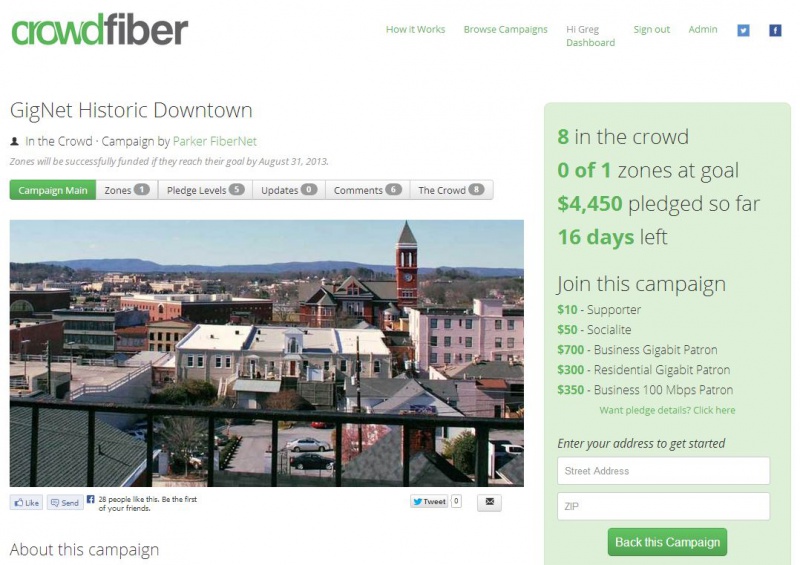 crowdfiber
How it Works
Browse Campaigns
Hi Greg
Dashboard
Sign out
Admin
GigNet Historic Downtown
In the Crowd · Campaign by Parker FiberNet
Zones will be successfully funded if they reach their goal by August 31, 2013.
Campaign Main
Zones 1
Pledge Levels 5
Updates 0
Comments 6
The Crowd 8
Like
Send
28 people like this. Be the first
of your friends.
Tweet
0
About this campaign
8 in the crowd
0 of 1 zones at goal
$4,450 pledged so far
16 days left
Join this campaign
$10 - Supporter
$50 - Socialite
$700 - Business Gigabit Patron
$300 - Residential Gigabit Patron
$350 - Business 100 Mbps Patron
Want pledge details? Click here
Enter your address to get started
Street Address
ZIP
Back this Campaign